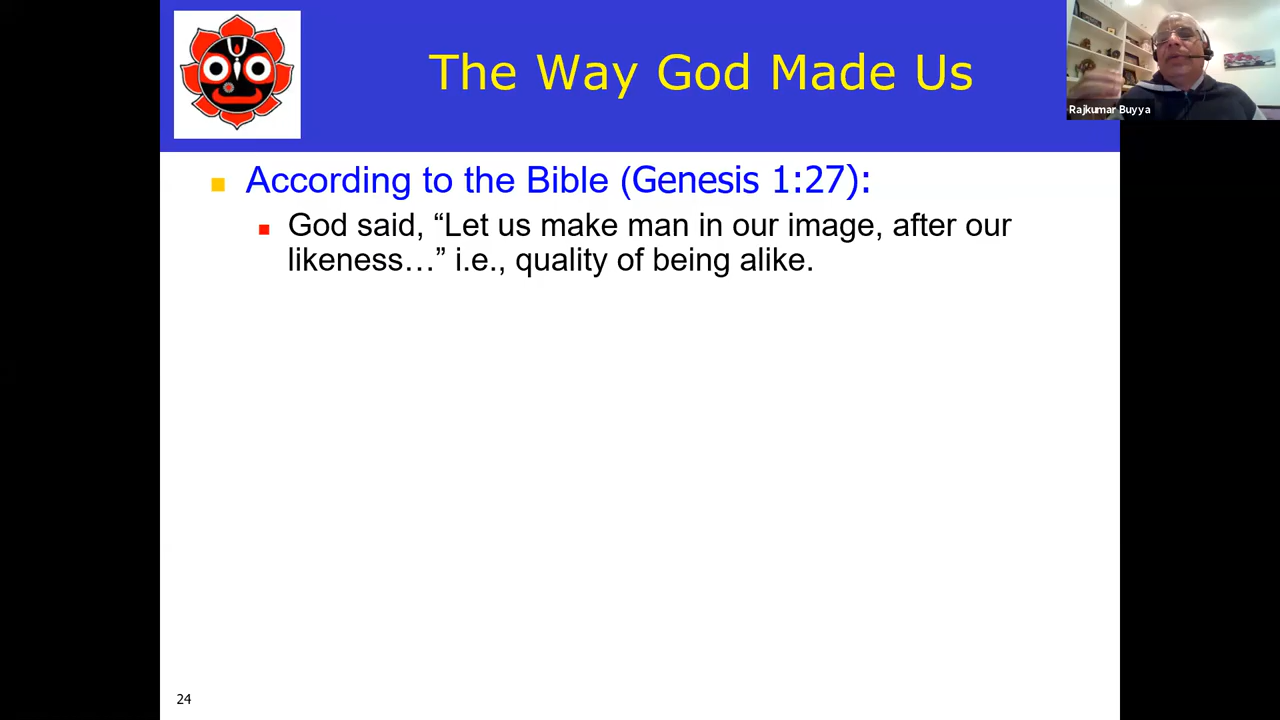 The Way God Made Us
Rajkumar Buyya
According to the Bible (Genesis 1:27):
God said, “Let us make man in our image, after our
likeness…” i.e., quality of being alike.
24